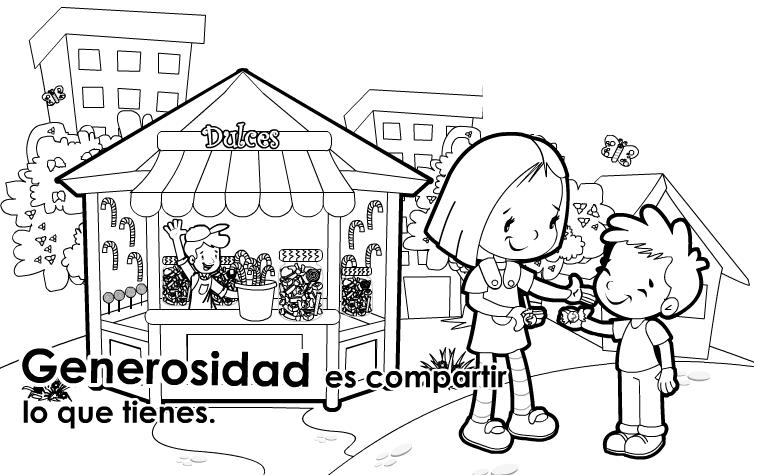 Dulces
Generosidad es compartir
lo que tienes.